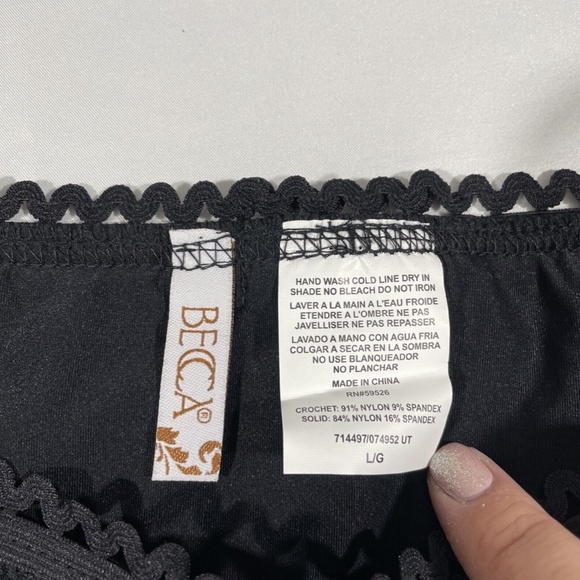 BECCA®
HAND WASH COLD LINE DRY IN
SHADE NO BLEACH DO NOT IRON
LAVER A LA MAIN A L'EAU FROIDE
ETENDRE A L'OMBRE NE PAS
JAVELLISER NE PAS REPASSER
LAVADO A MANO CON AGUA FRIA
COLGAR A SECAR EN LA SOMBRA
NO USE BLANQUEADOR
NO PLANCHAR
MADE IN CHINA
RN#59526
CROCHET: 91% NYLON 9% SPANDEX
SOLID: 84% NYLON 16% SPANDEX
714497/074952 UT
L/G